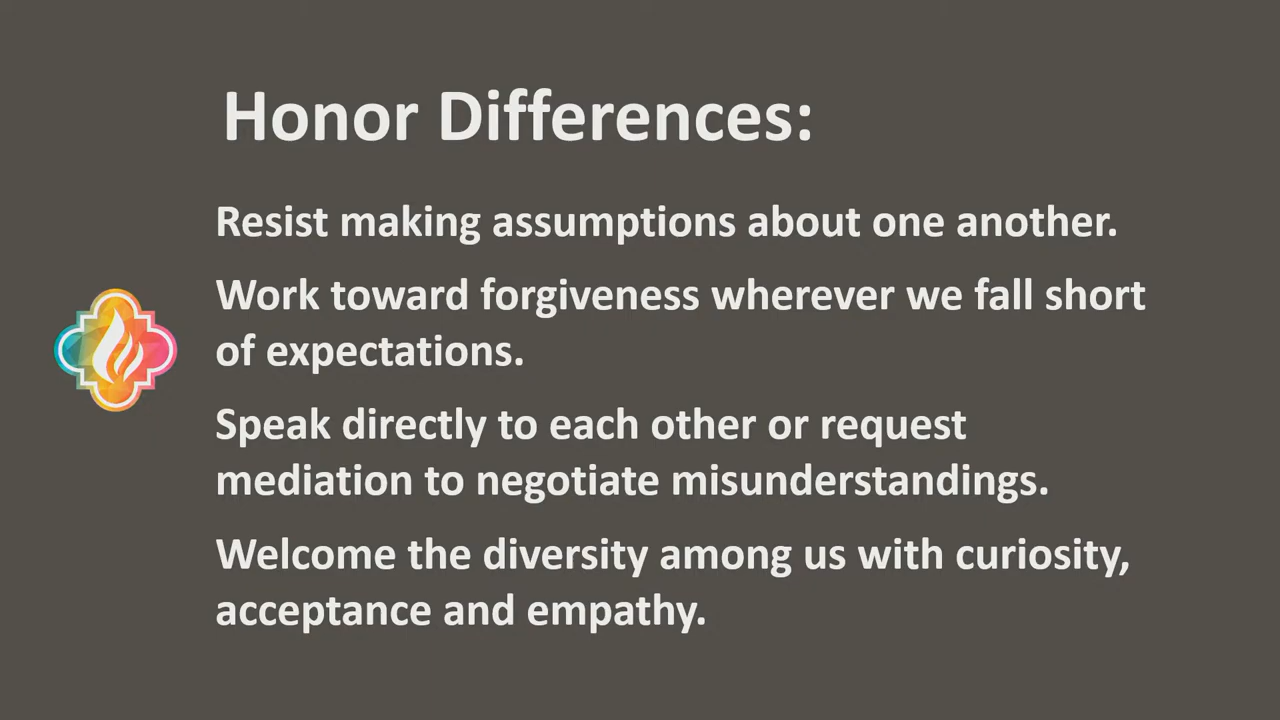 Honor Differences:
Resist making assumptions about one another.
Work toward forgiveness wherever we fall short
of expectations.
Speak directly to each other or request
mediation to negotiate misunderstandings.
Welcome the diversity among us with curiosity,
acceptance and empathy.